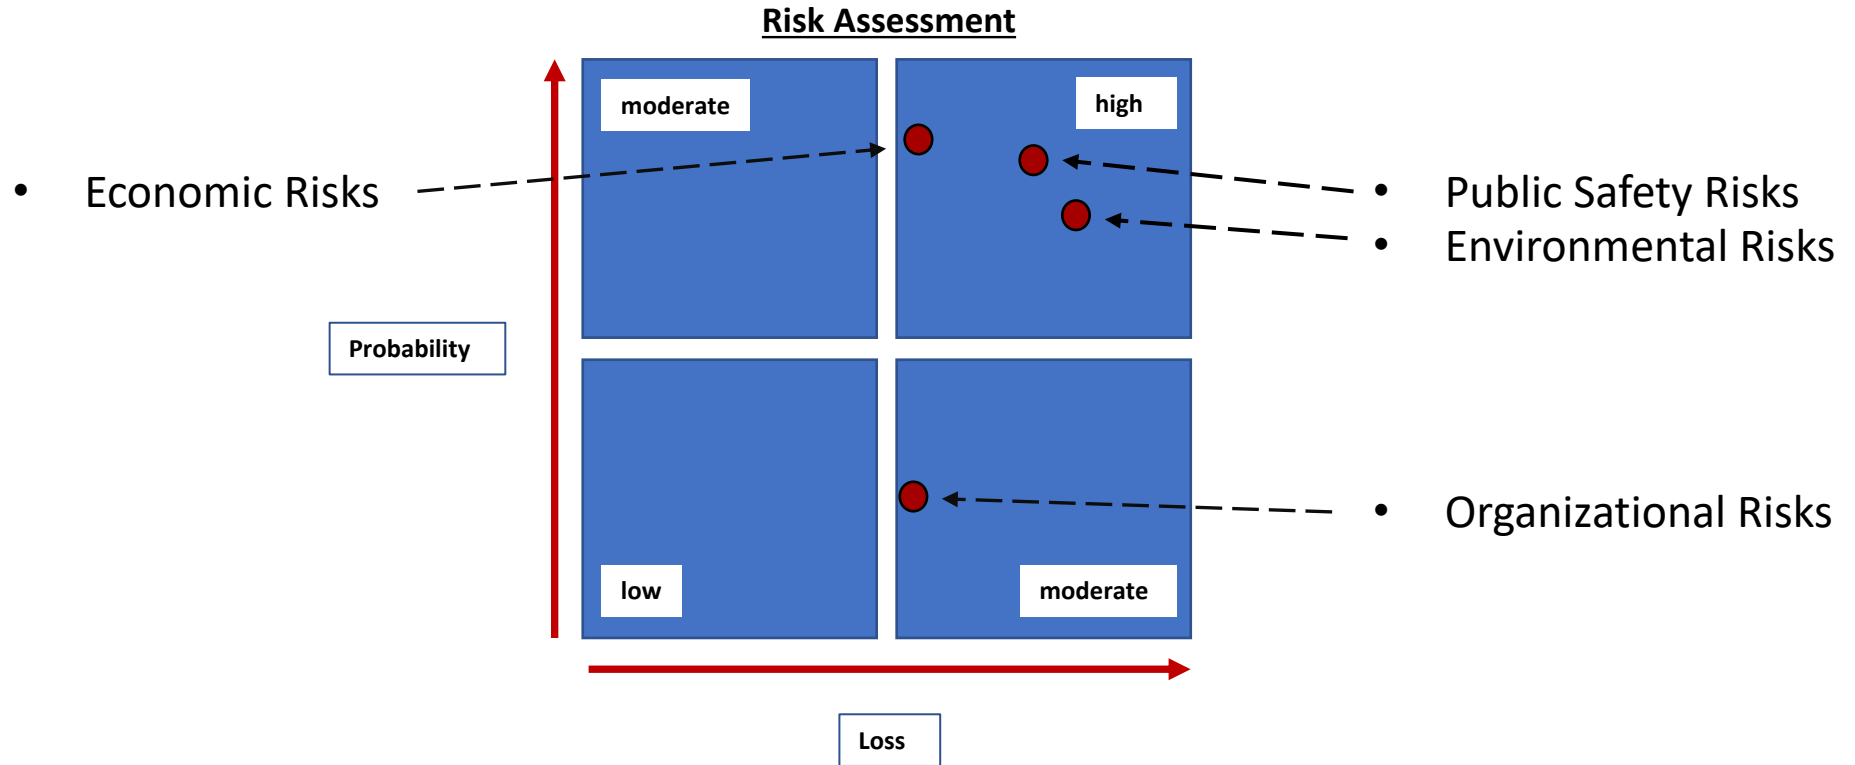 Risk Assessment
moderate
high
• Economic Risks
• Public Safety Risks
• Environmental Risks
Probability
• Organizational Risks
low
moderate
Loss